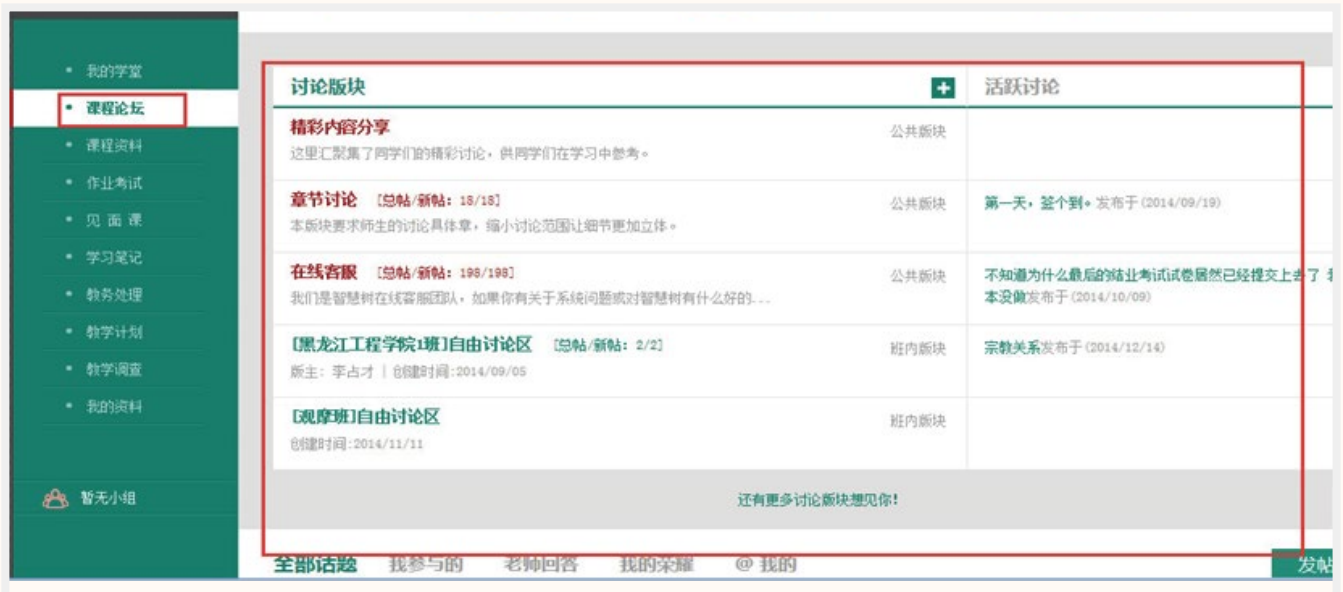 我的学堂
课程论坛
课程资料
作业考试
见 面 课
学习笔记
教务处理
教学计划
教学调查
我的资料
暂无小组
讨论版块
活跃讨论
精彩内容分享
公共版块
这里汇聚了同学们的精彩讨论，供同学们在学习中参考。
章节讨论 [总帖/新帖: 18/18]
公共版块
第一天，签个到。发布于(2014/09/19)
本版块要求师生的讨论具体章，缩小讨论范围让细节更加立体。
在线客服 [总帖/新帖: 198/198]
公共版块
不知道为什么最后的结业考试试卷居然已经提交上去了
本没做发布于(2014/10/09)
我们是智慧树在线客服团队，如果你有关于系统问题或对智慧树有什么好的...
[黑龙江工程学院1班]自由讨论区 [总帖/新帖: 2/2]
班内版块
宗教关系发布于(2014/12/14)
版主: 李占才 | 创建时间:2014/09/05
[观摩班]自由讨论区
班内版块
创建时间:2014/11/11
还有更多讨论版块想见你!
全部话题 我参与的 老师回答 我的荣耀 @ 我的
发帖